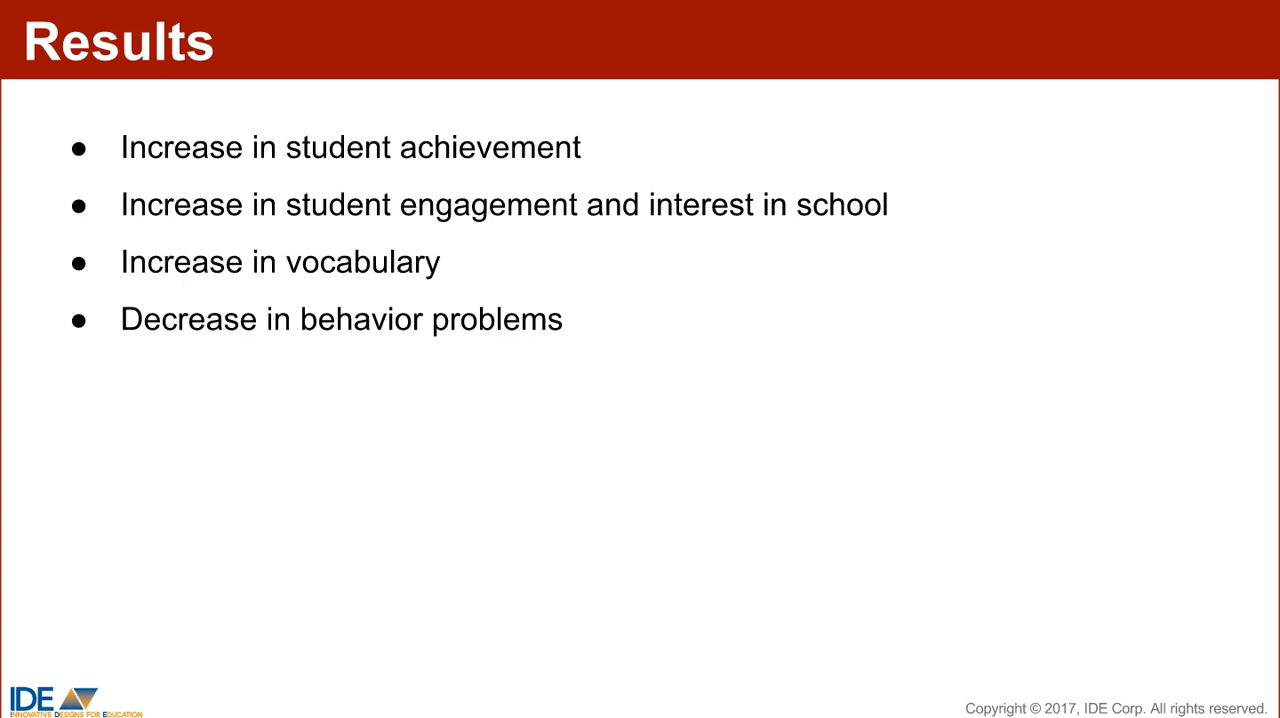 Results
● Increase in student achievement
● Increase in student engagement and interest in school
● Increase in vocabulary
● Decrease in behavior problems
IDE
INNOVATIVE DESIGNS FOR EDUCATION
Copyright © 2017, IDE Corp. All rights reserved.